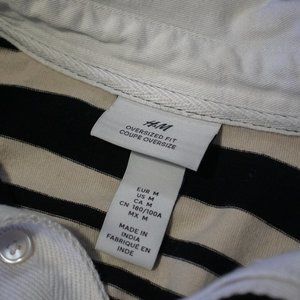 H&M
OVERSIZED FIT
COUPE OVERSIZE
EUR M
US M
CA M
CN 180/100A
MX M
MADE IN
INDIA
FABRIQUÉ EN
INDE